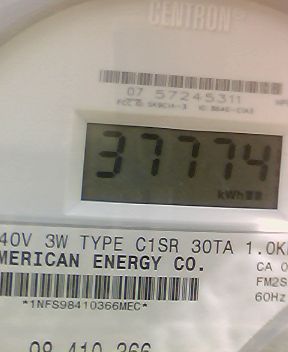 CENTRON
07 57245311
37774
kWh
40V 3W TYPE C1SR 30TA 1.0K
MERICAN ENERGY CO.
CA 0
FM2S
*1NFS98410366MEC*
60Hz
98 410 366